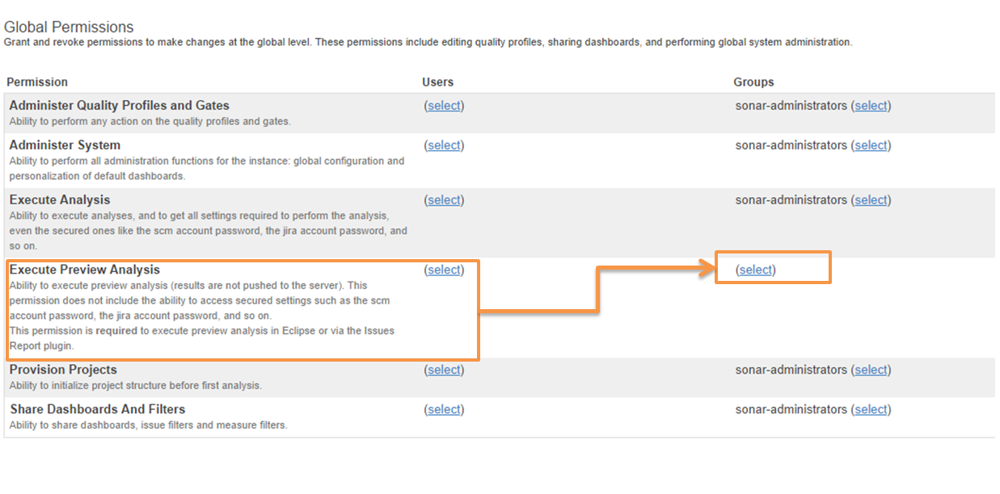 Global Permissions
Grant and revoke permissions to make changes at the global level. These permissions include editing quality profiles, sharing dashboards, and performing global system administration.
Permission Users Groups
Administer Quality Profiles and Gates (select) sonar-administrators (select)
Ability to perform any action on the quality profiles and gates.
Administer System (select) sonar-administrators (select)
Ability to perform all administration functions for the instance: global configuration and
personalization of default dashboards.
Execute Analysis (select) sonar-administrators (select)
Ability to execute analyses, and to get all settings required to perform the analysis,
even the secured ones like the scm account password, the jira account password, and
so on.
Execute Preview Analysis (select) (select)
Ability to execute preview analysis (results are not pushed to the server). This
permission does not include the ability to access secured settings such as the scm
account password, the jira account password, and so on.
This permission is required to execute preview analysis in Eclipse or via the Issues
Report plugin.
Provision Projects (select) sonar-administrators (select)
Ability to initialize project structure before first analysis.
Share Dashboards And Filters (select) sonar-administrators (select)
Ability to share dashboards, issue filters and measure filters.